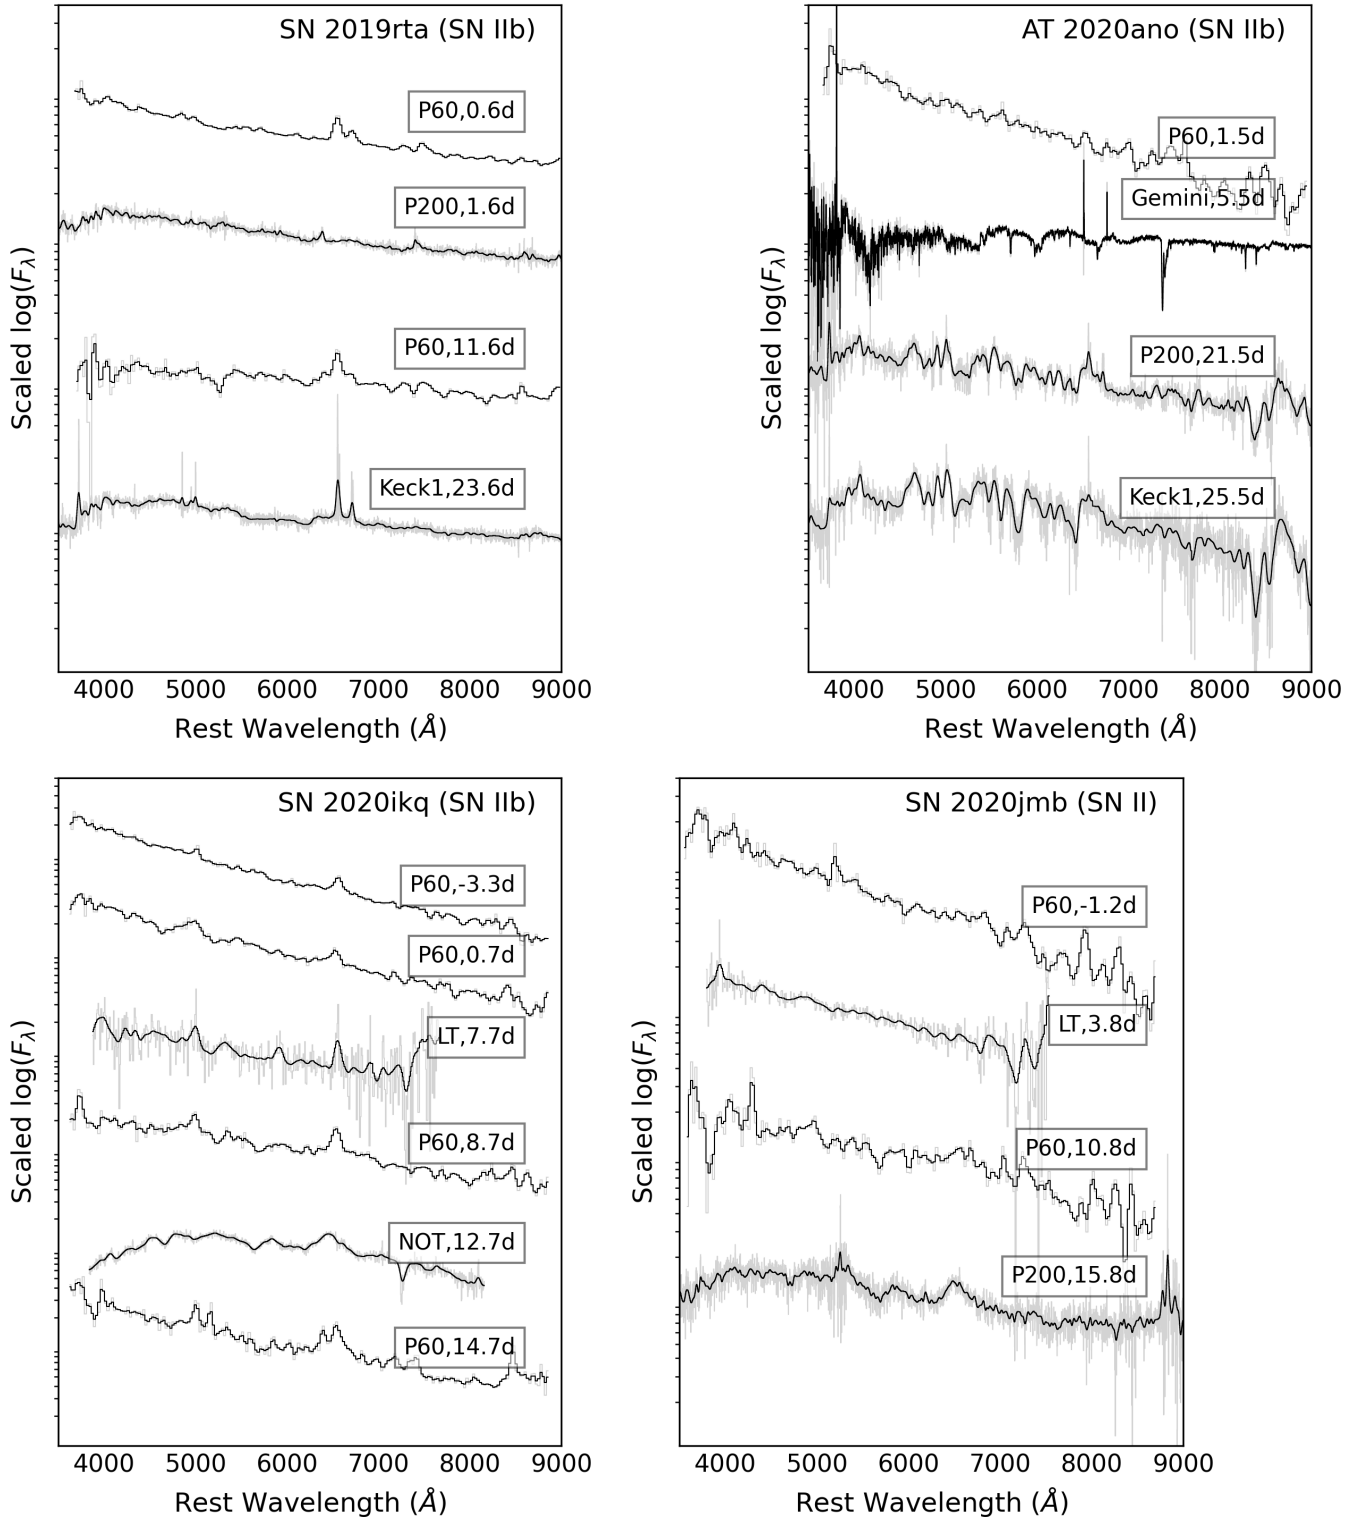 SN 2019rta (SN IIb)
P60,0.6d
P200,1.6d
P60,11.6d
Keck1,23.6d
Scaled log(Fλ)
4000 5000 6000 7000 8000 9000
Rest Wavelength (Å)
AT 2020ano (SN IIb)
P60,1.5d
Gemini,5.5d
P200,21.5d
Keck1,25.5d
Scaled log(Fλ)
4000 5000 6000 7000 8000 9000
Rest Wavelength (Å)
SN 2020ikq (SN IIb)
P60,-3.3d
P60,0.7d
LT,7.7d
P60,8.7d
NOT,12.7d
P60,14.7d
Scaled log(Fλ)
4000 5000 6000 7000 8000 9000
Rest Wavelength (Å)
SN 2020jmb (SN II)
P60,-1.2d
LT,3.8d
P60,10.8d
P200,15.8d
Scaled log(Fλ)
4000 5000 6000 7000 8000 9000
Rest Wavelength (Å)